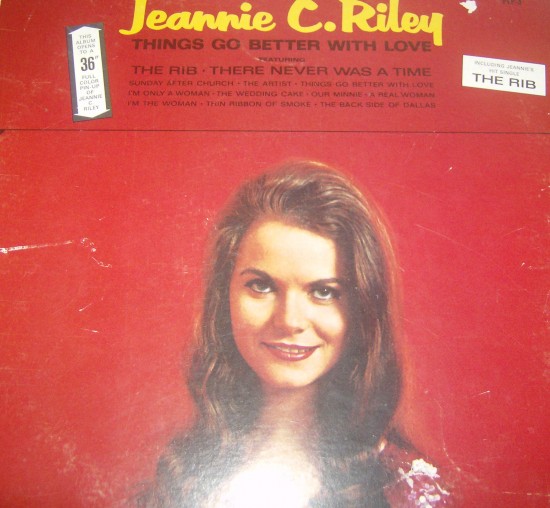 Jeannie C. Riley
THINGS GO BETTER WITH LOVE
FEATURING
THE RIB · THERE NEVER WAS A TIME
SUNDAY AFTER CHURCH · THE ARTIST · THINGS GO BETTER WITH LOVE
I'M ONLY A WOMAN · THE WEDDING CAKE · OUR MINNIE · A REAL WOMAN
I'M THE WOMAN · THIN RIBBON OF SMOKE · THE BACK SIDE OF DALLAS
THIS
ALBUM
OPENS
TO A
36"
FULL
COLOR
PIN-UP
OF
JEANNIE
C.
RILEY
INCLUDING JEANNIE'S
HIT SINGLE
THE RIB